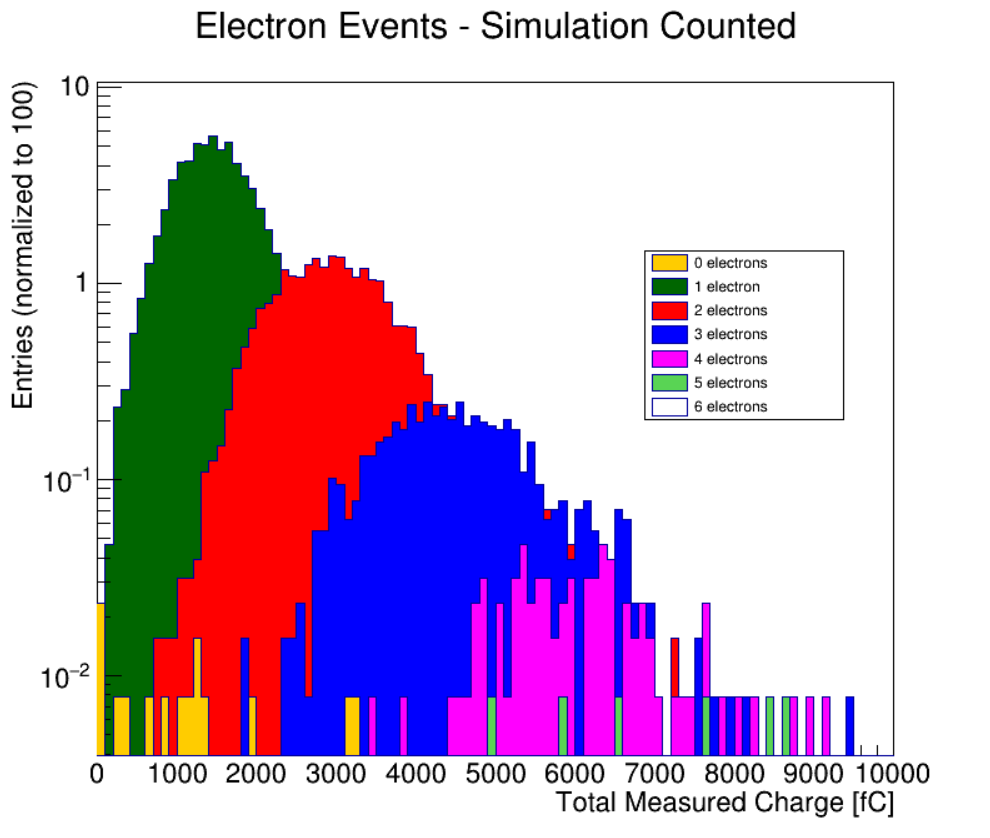 Electron Events - Simulation Counted
Entries (normalized to 100)
10
1
10⁻¹
10⁻²
0 electrons
1 electron
2 electrons
3 electrons
4 electrons
5 electrons
6 electrons
0 1000 2000 3000 4000 5000 6000 7000 8000 9000 10000
Total Measured Charge [fC]